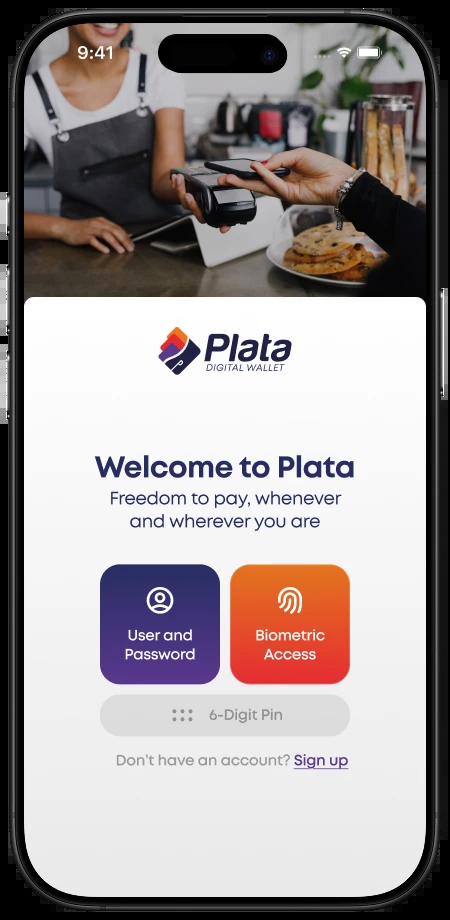 9:41
Plata
DIGITAL WALLET
Welcome to Plata
Freedom to pay, whenever
and wherever you are
User and
Password
Biometric
Access
6-Digit Pin
Don't have an account? Sign up